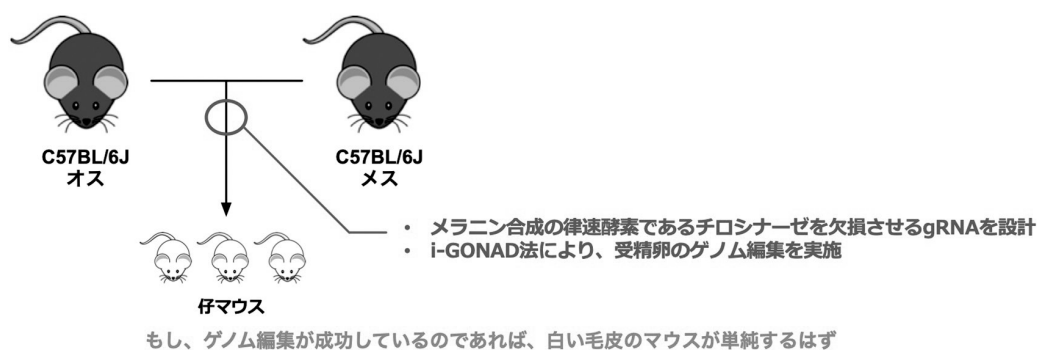 C57BL/6J
オス
C57BL/6J
メス
・ メラニン合成の律速酵素であるチロシナーゼを欠損させるgRNAを設計
・ i-GONAD法により、受精卵のゲノム編集を実施
仔マウス
もし、ゲノム編集が成功しているのであれば、白い毛皮のマウスが単純するはず